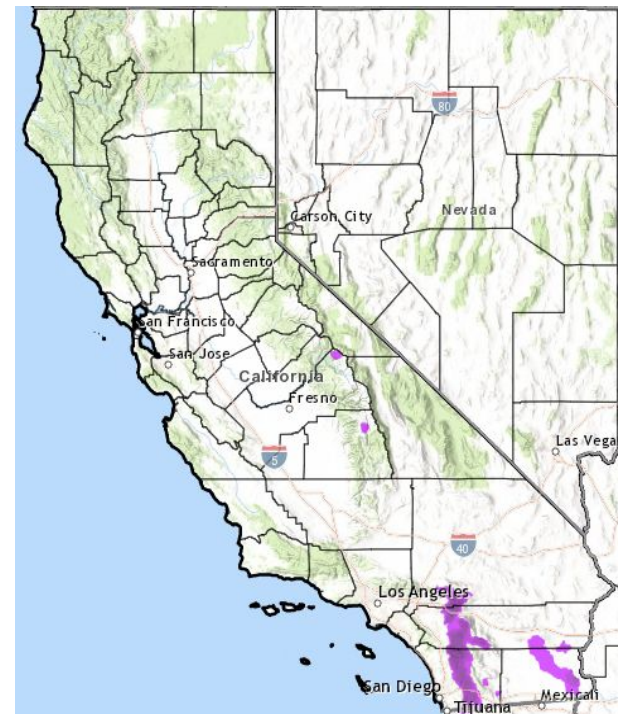 80
Nevada
Carson City
Sacramento
San Francisco
San Jose
California
Fresno
5
Las Vega
40
Los Angeles
San Diego
Mexicali
Tijuana